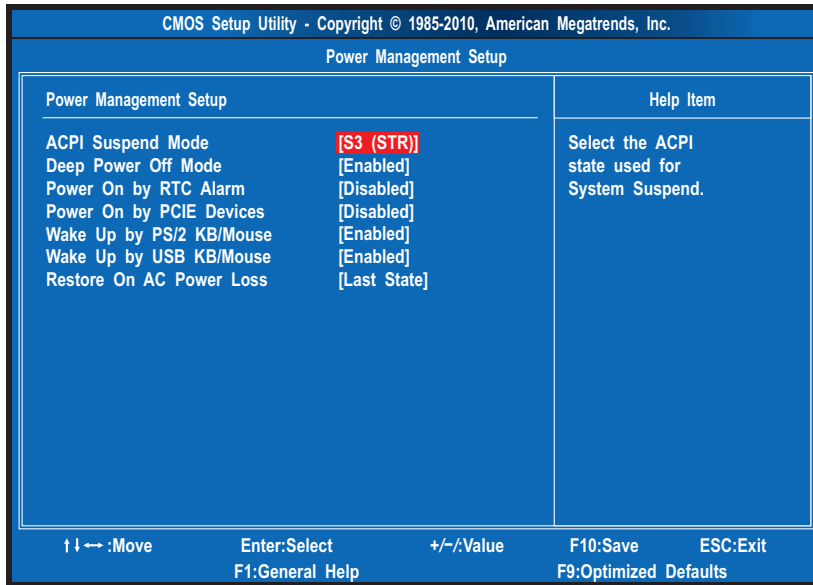 CMOS Setup Utility - Copyright © 1985-2010, American Megatrends, Inc.
Power Management Setup
Power Management Setup
ACPI Suspend Mode [S3 (STR)]
Deep Power Off Mode [Enabled]
Power On by RTC Alarm [Disabled]
Power On by PCIE Devices [Disabled]
Wake Up by PS/2 KB/Mouse [Enabled]
Wake Up by USB KB/Mouse [Enabled]
Restore On AC Power Loss [Last State]
Help Item
Select the ACPI
state used for
System Suspend.
↑↓↔ :Move Enter:Select +/−/:Value F10:Save ESC:Exit
F1:General Help F9:Optimized Defaults